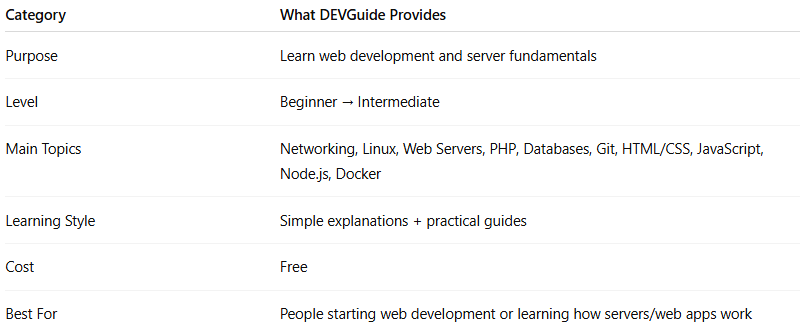 Category What DEVGuide Provides
Purpose Learn web development and server fundamentals
Level Beginner → Intermediate
Main Topics Networking, Linux, Web Servers, PHP, Databases, Git, HTML/CSS, JavaScript,
Node.js, Docker
Learning Style Simple explanations + practical guides
Cost Free
Best For People starting web development or learning how servers/web apps work